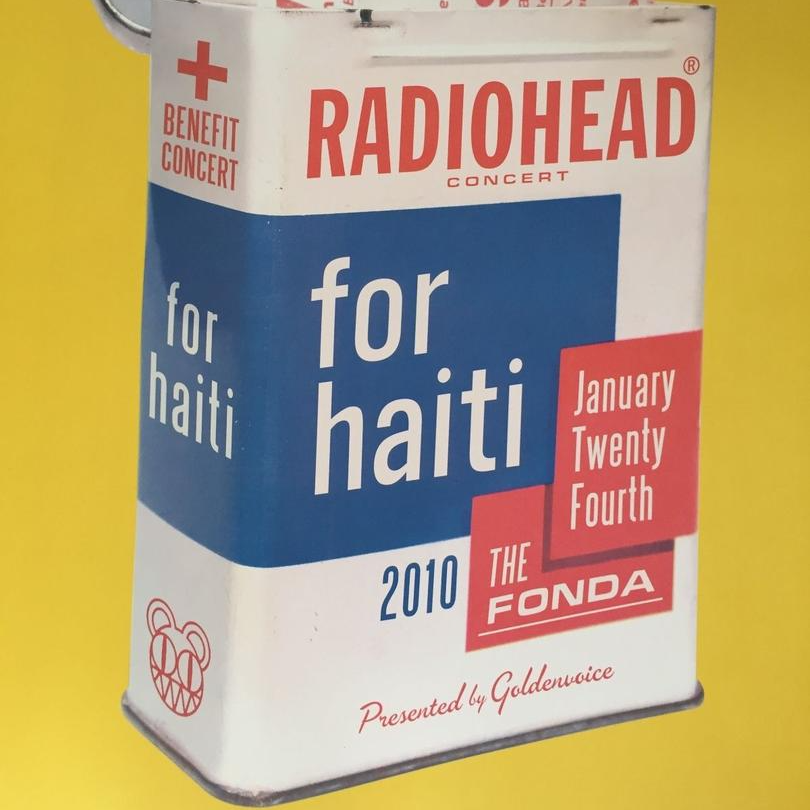 BENEFIT
CONCERT
for
haiti
RADIOHEAD®
CONCERT
for
haiti
January
Twenty
Fourth
2010
THE
FONDA
Presented by Goldenvoice